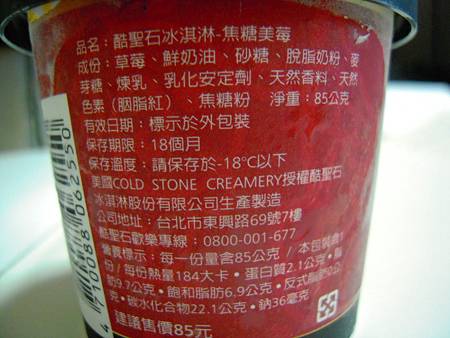 品名：酷聖石冰淇淋-焦糖美莓
成份：草莓、鮮奶油、砂糖、脫脂奶粉、麥
芽糖、煉乳、乳化安定劑、天然香料、天然
色素（胭脂紅）、焦糖粉　淨重：85公克
有效日期：標示於外包裝
保存期限：18個月
保存溫度：請保存於-18°C以下
美國COLD STONE CREAMERY授權酷聖石
冰淇淋股份有限公司生產製造
公司地址：台北市東興路69號7樓
酷聖石歡樂專線：0800-001-677
營養標示：每一份量含85公克／本包裝含1
份／每份熱量184大卡・蛋白質2.1公克・脂
肪9.7公克・飽和脂肪6.9公克・反式脂肪0公
克・碳水化合物22.1公克・鈉36毫克
建議售價85元
4 710088 062550